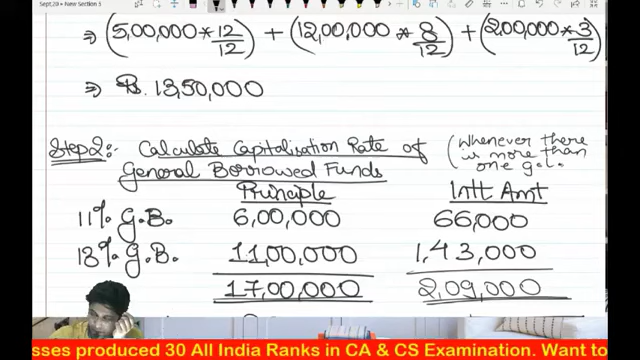 Sept.20 + New Section 3
⇒ (5,00,000 * 12/12) + (12,00,000 * 8/12) + (2,00,000 * 3/12)
⇒ Rs. 13,50,000
Step 2:- Calculate Capitalisation Rate of General Borrowed Funds (Whenever there is more than one g.b.
Principle Intt Amt
11% G.B. 6,00,000 66,000
13% G.B. 11,00,000 1,43,000
17,00,000 2,09,000
sses produced 30 All India Ranks in CA & CS Examination. Want to